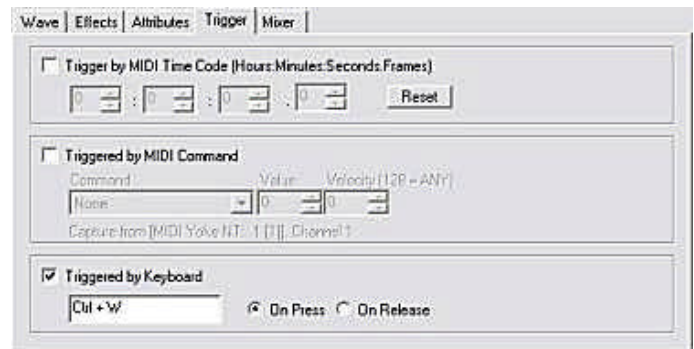 Wave Effects Attributes Trigger Mixer
Trigger by MIDI Time Code (Hours:Minutes:Seconds.Frames)
0 : 0 : 0 . 0 Reset
Triggered by MIDI Command
Command Value Velocity (128 = ANY)
None 0 0
Capture from [MIDI Yoke NT: 1 [1]], Channel 1
Triggered by Keyboard
Ctrl + W On Press On Release